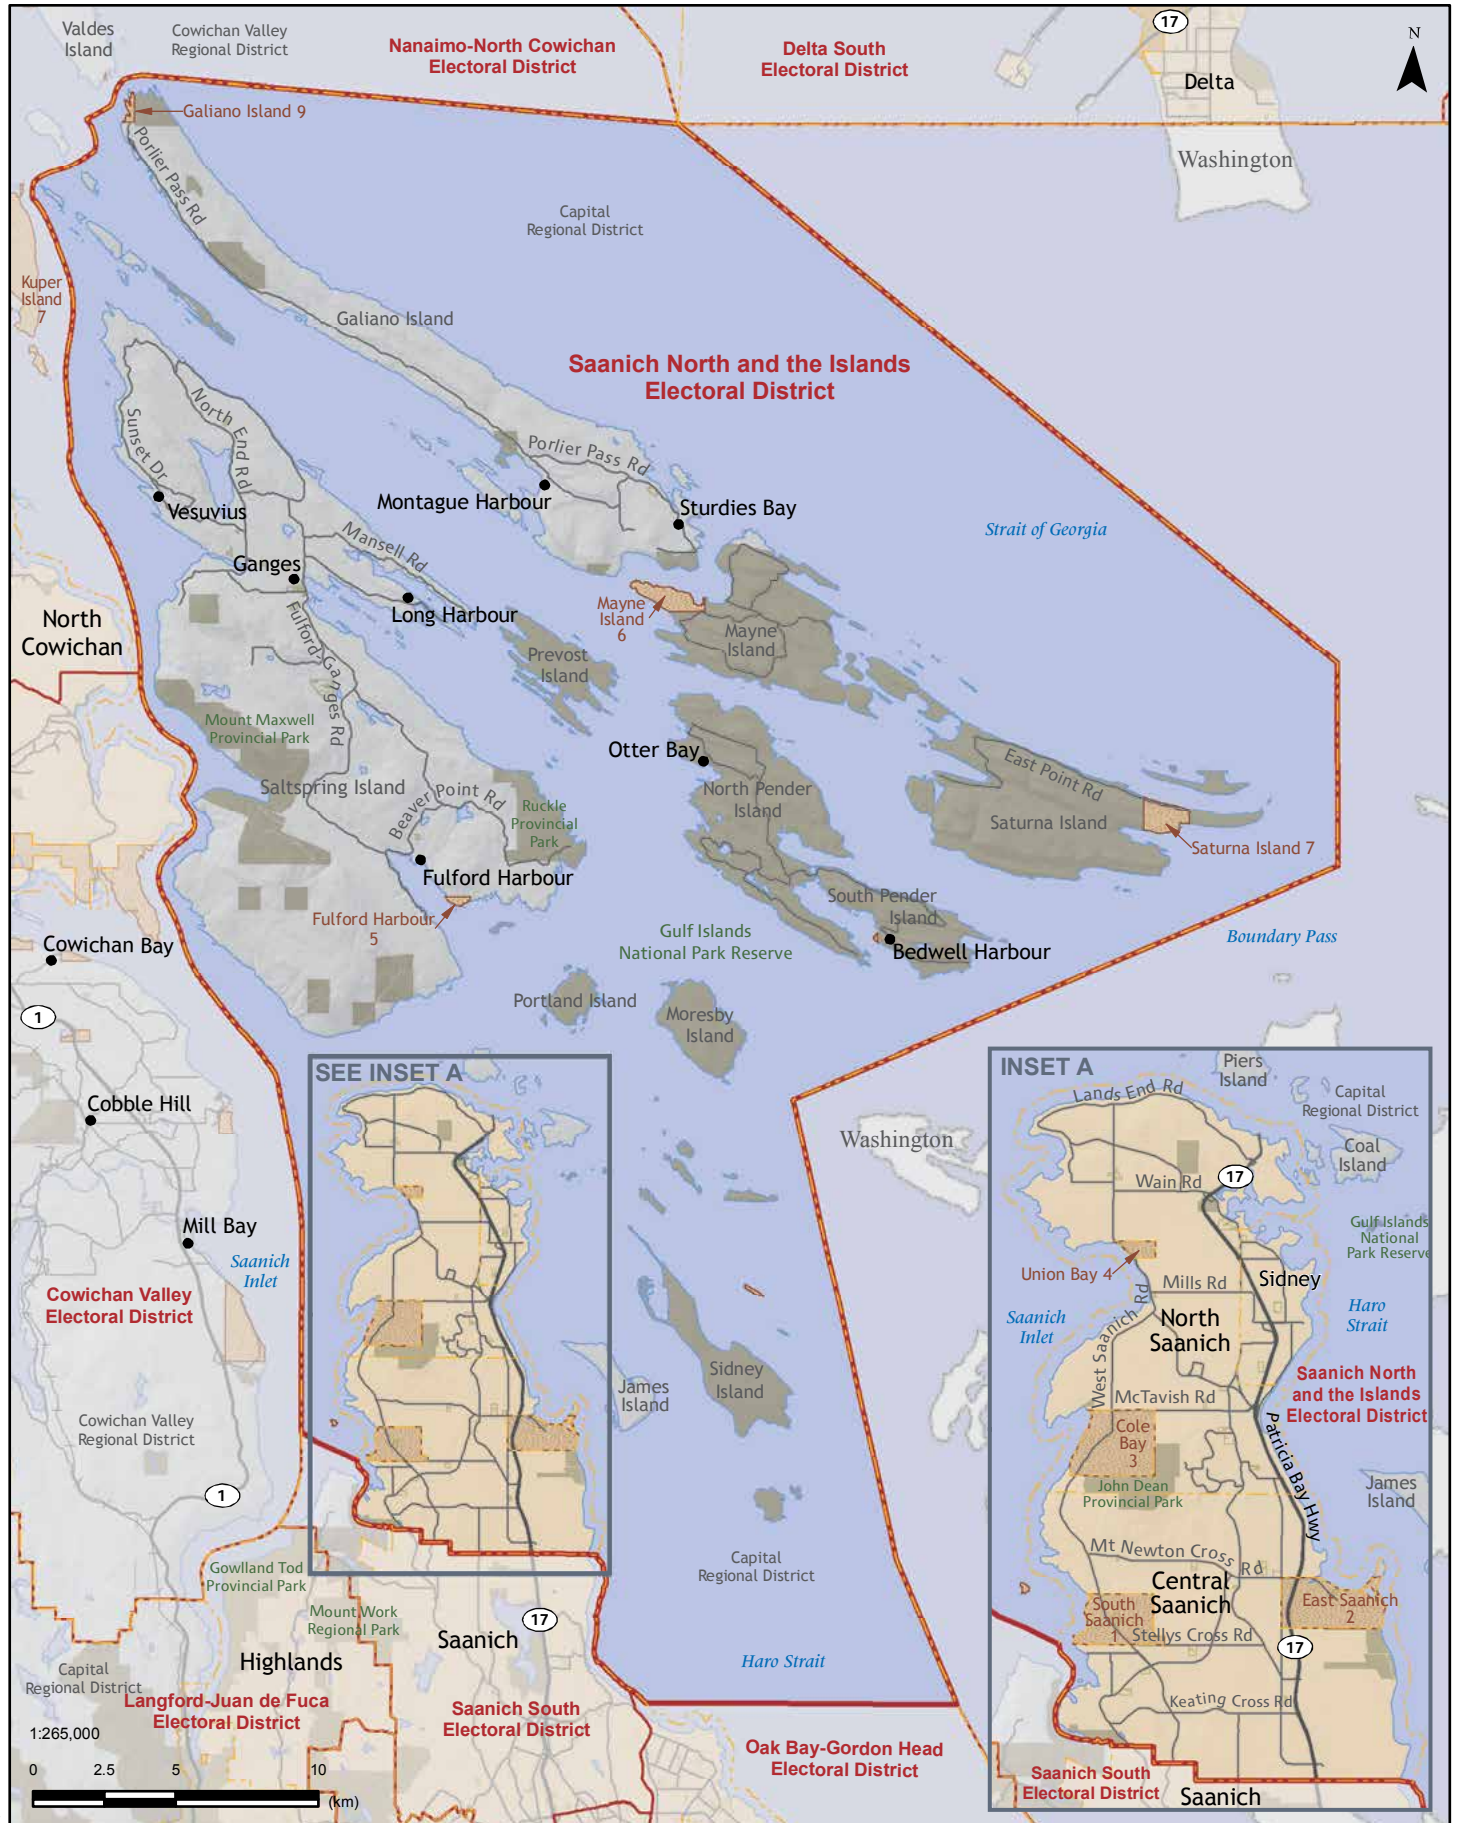 Valdes
Island
Cowichan Valley
Regional District
Nanaimo-North Cowichan
Electoral District
Delta South
Electoral District
17
Delta
N
Washington
Galiano Island 9
Porlier Pass Rd
Capital
Regional District
Kuper
Island
7
Galiano Island
Saanich North and the Islands
Electoral District
North End Rd
Sunset Dr
Porlier Pass Rd
Montague Harbour
Vesuvius
Sturdies Bay
Strait of Georgia
Mansell Rd
Ganges
Long Harbour
Mayne
Island
6
North
Cowichan
Fulford-Ganges Rd
Mayne
Island
Prevost
Island
Mount Maxwell
Provincial Park
Otter Bay
East Point Rd
Saltspring Island
Beaver Point Rd
North Pender
Island
Ruckle
Provincial
Park
Saturna Island
Saturna Island 7
Fulford Harbour
South Pender
Island
Fulford Harbour
5
Gulf Islands
National Park Reserve
Boundary Pass
Cowichan Bay
Bedwell Harbour
Portland Island
Moresby
Island
1
SEE INSET A
Cobble Hill
Washington
Mill Bay
Saanich
Inlet
Cowichan Valley
Electoral District
James
Island
Sidney
Island
Cowichan Valley
Regional District
1
Capital
Regional District
Gowlland Tod
Provincial Park
Mount Work
Regional Park
17
Saanich
Highlands
Haro Strait
Capital
Regional District
Langford-Juan de Fuca
Electoral District
Saanich South
Electoral District
Oak Bay-Gordon Head
Electoral District
1:265,000
0 2.5 5 10
(km)
INSET A
Piers
Island
Lands End Rd
Capital
Regional District
Coal
Island
Wain Rd
17
Gulf Islands
National
Park Reserve
Union Bay 4
Mills Rd
Sidney
Saanich
Inlet
West Saanich Rd
North
Saanich
Haro
Strait
Saanich North
and the Islands
Electoral District
McTavish Rd
Cole
Bay
3
Patricia Bay Hwy
John Dean
Provincial Park
James
Island
Mt Newton Cross Rd
Central
Saanich
South
Saanich
1
East Saanich
2
Stellys Cross Rd
17
Keating Cross Rd
Saanich South
Electoral District
Saanich